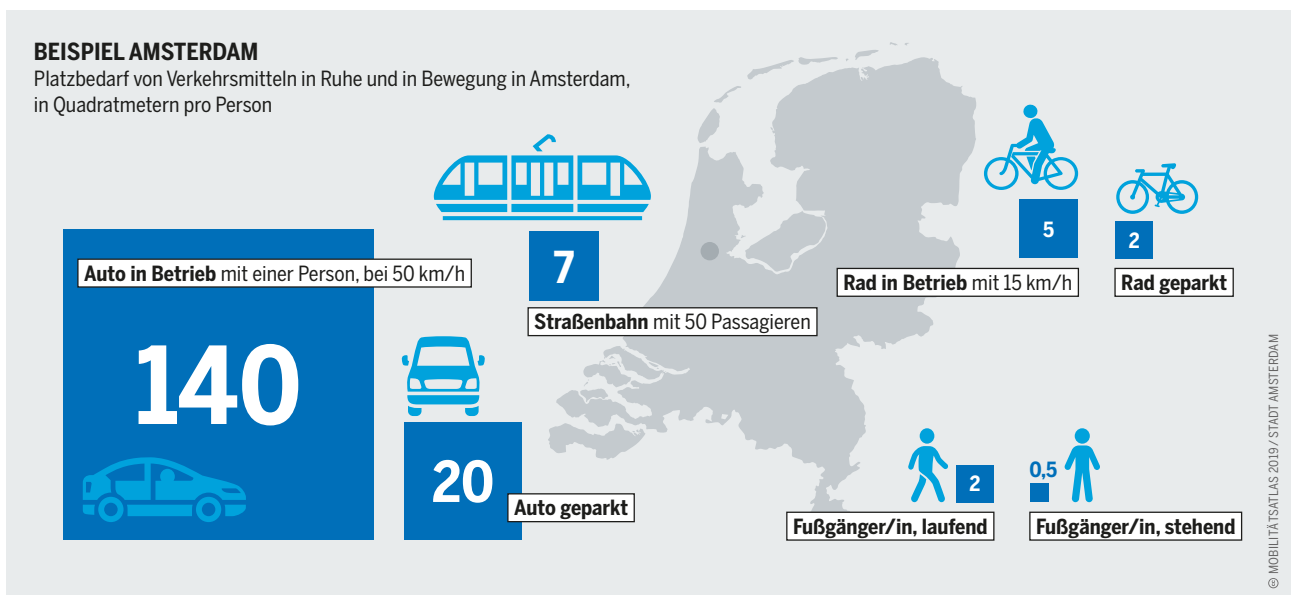 BEISPIEL AMSTERDAM
Platzbedarf von Verkehrsmitteln in Ruhe und in Bewegung in Amsterdam,
in Quadratmetern pro Person
Auto in Betrieb mit einer Person, bei 50 km/h
140
20
Auto geparkt
7
Straßenbahn mit 50 Passagieren
5
Rad in Betrieb mit 15 km/h
2
Rad geparkt
2
Fußgänger/in, laufend
0,5
Fußgänger/in, stehend
🄯 MOBILITÄTSATLAS 2019 / STADT AMSTERDAM